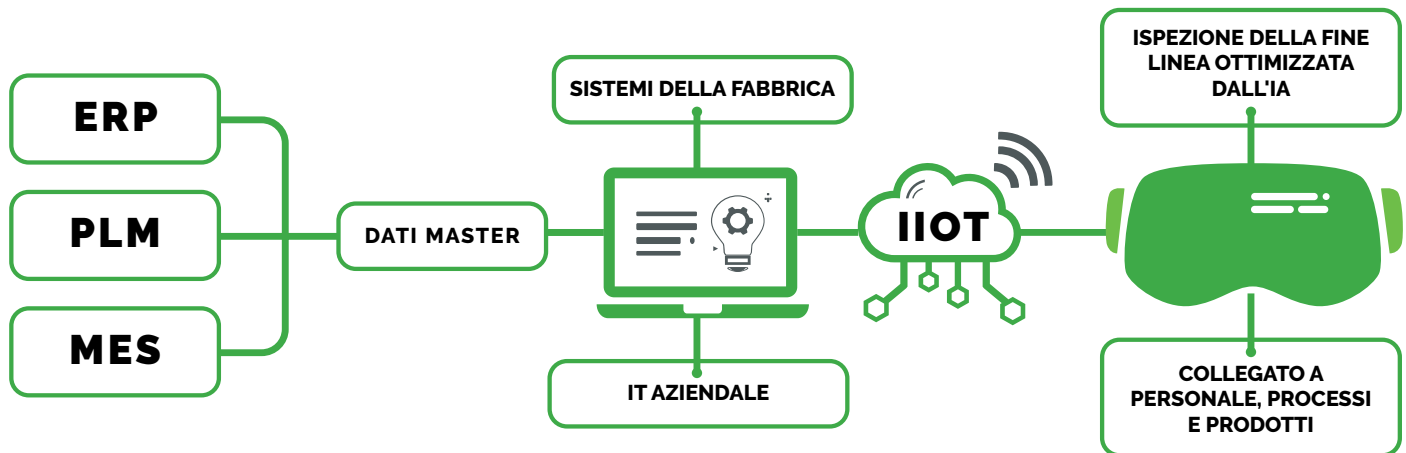 ERP
PLM
MES
DATI MASTER
SISTEMI DELLA FABBRICA
IT AZIENDALE
IIOT
ISPEZIONE DELLA FINE
LINEA OTTIMIZZATA
DALL'IA
COLLEGATO A
PERSONALE, PROCESSI
E PRODOTTI